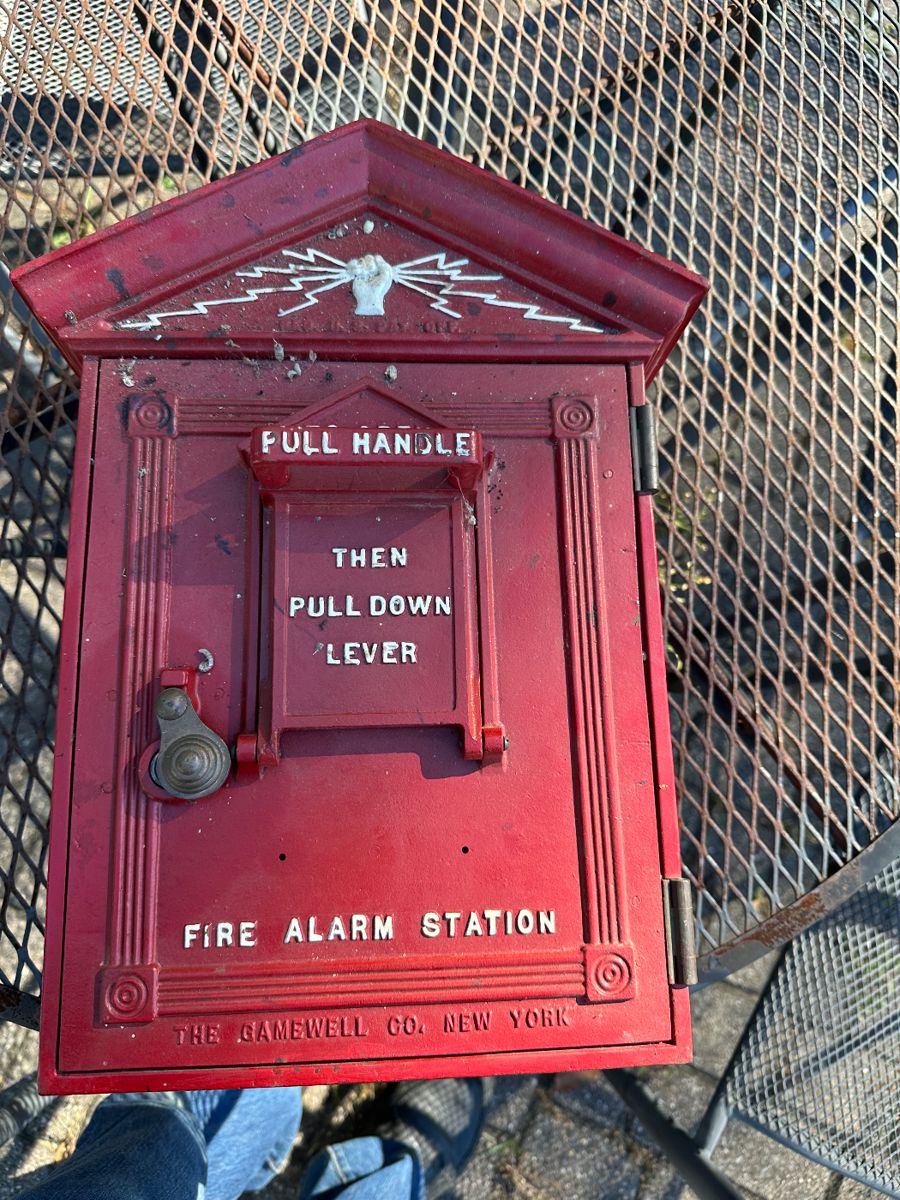 PULL HANDLE
THEN
PULL DOWN
LEVER
FIRE ALARM STATION
THE GAMEWELL CO. NEW YORK